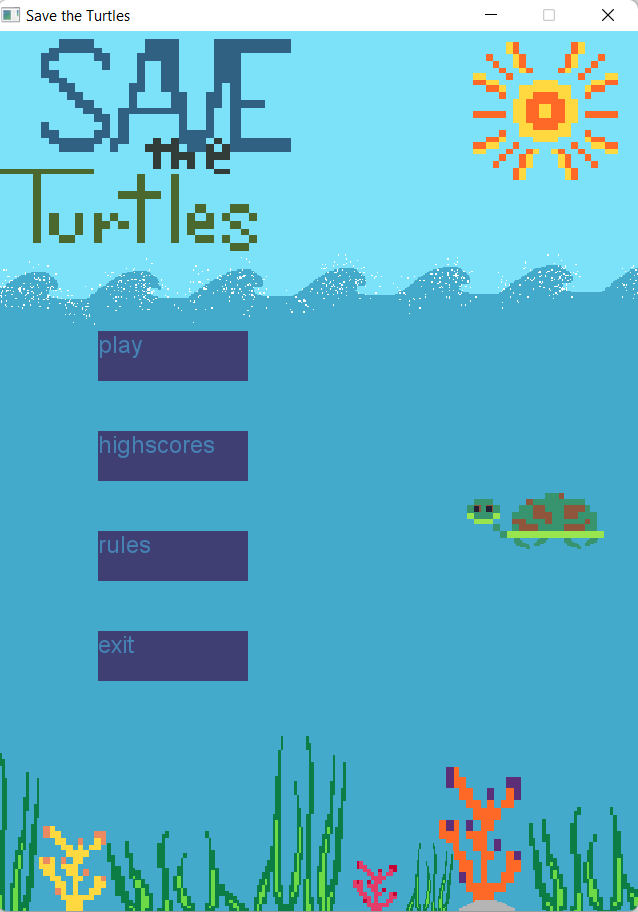 Save the Turtles
SAVE
the
Turtles
play
highscores
rules
exit